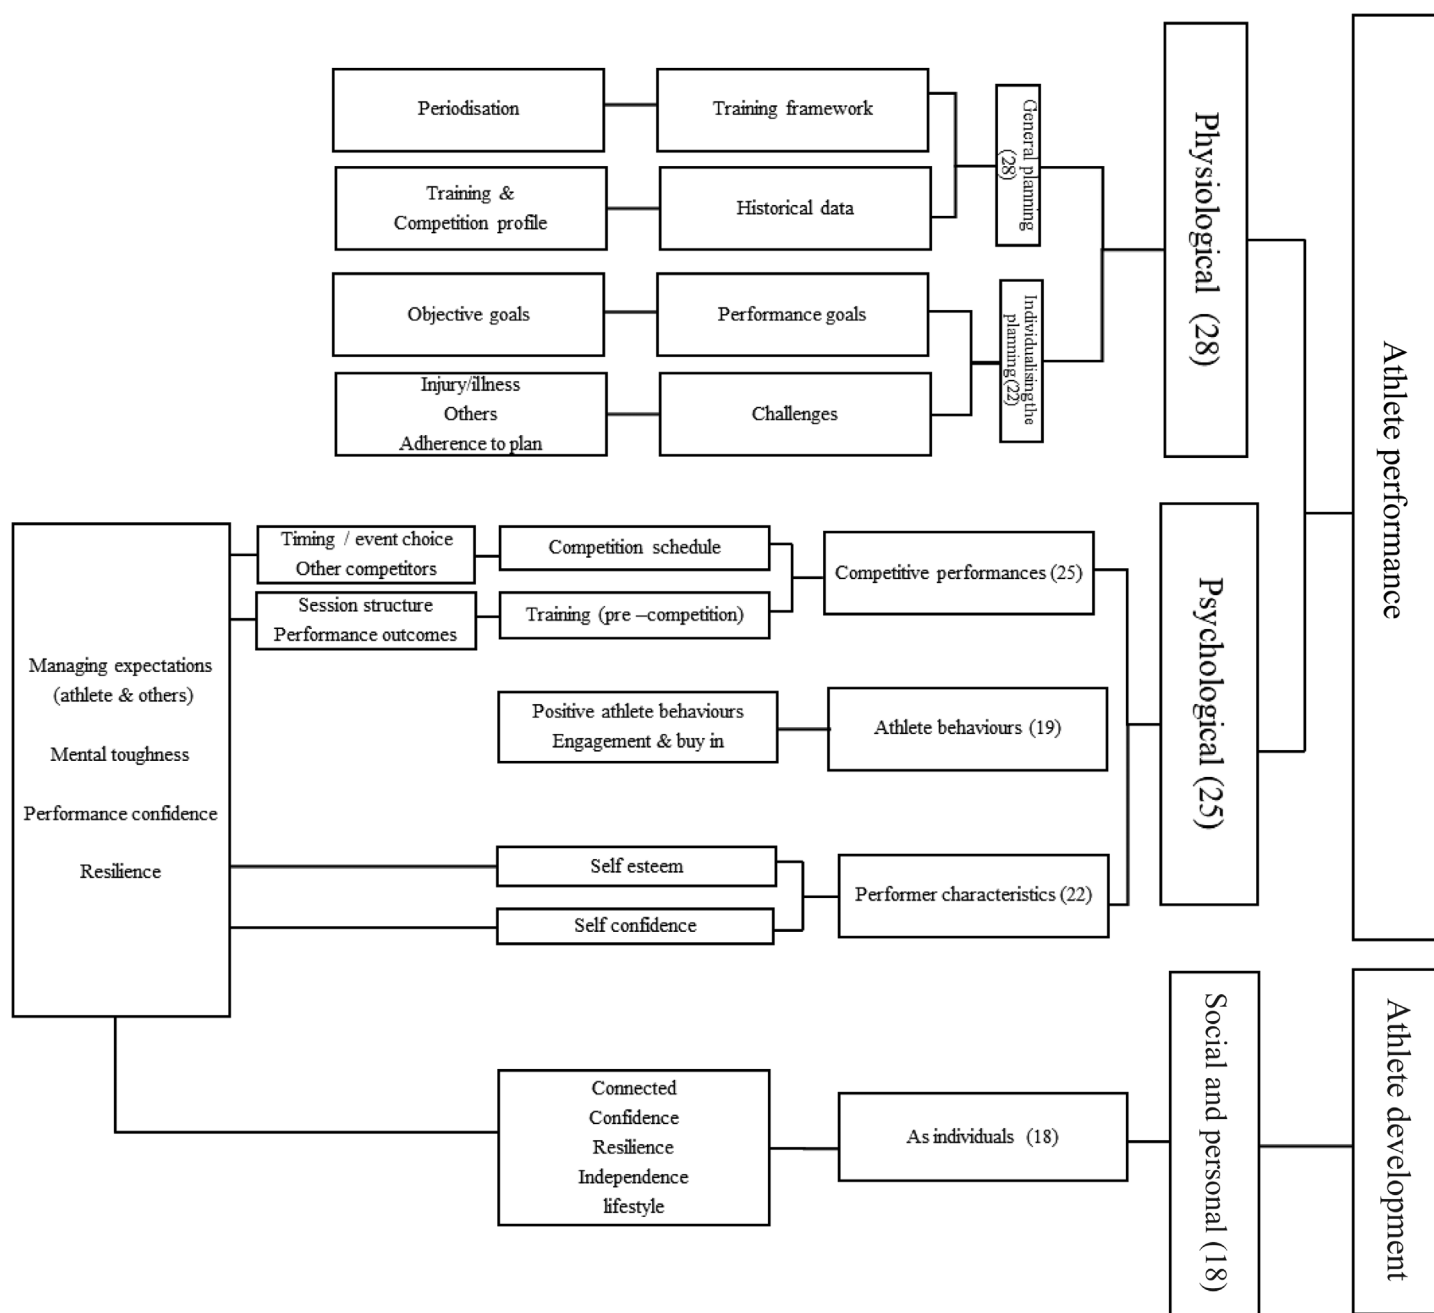 Periodisation
Training framework
General planning
(28)
Physiological (28)
Athlete performance
Training &
Competition profile
Historical data
Objective goals
Performance goals
Individualising the
planning (22)
Injury/illness
Others
Adherence to plan
Challenges
Managing expectations
(athlete & others)
Mental toughness
Performance confidence
Resilience
Timing / event choice
Other competitors
Competition schedule
Competitive performances (25)
Psychological (25)
Session structure
Performance outcomes
Training (pre –competition)
Positive athlete behaviours
Engagement & buy in
Athlete behaviours (19)
Self esteem
Performer characteristics (22)
Self confidence
Connected
Confidence
Resilience
Independence
lifestyle
As individuals (18)
Social and personal (18)
Athlete development